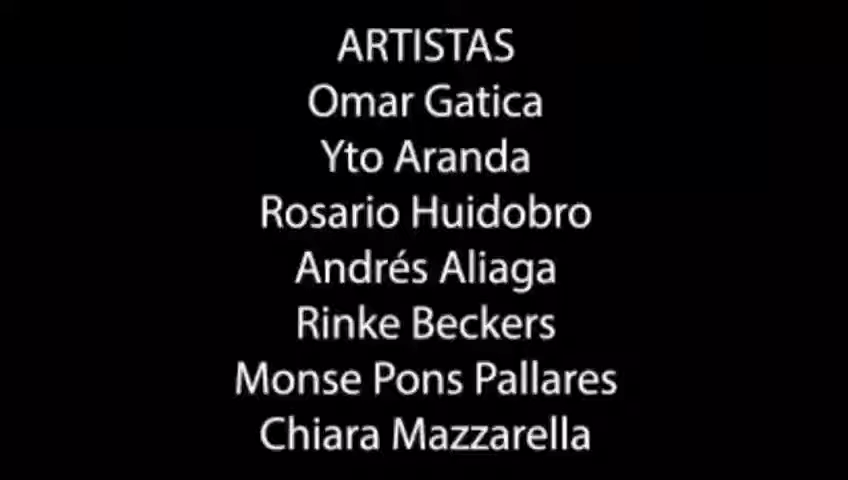 ARTISTAS
Omar Gatica
Yto Aranda
Rosario Huidobro
Andrés Aliaga
Rinke Beckers
Monse Pons Pallares
Chiara Mazzarella